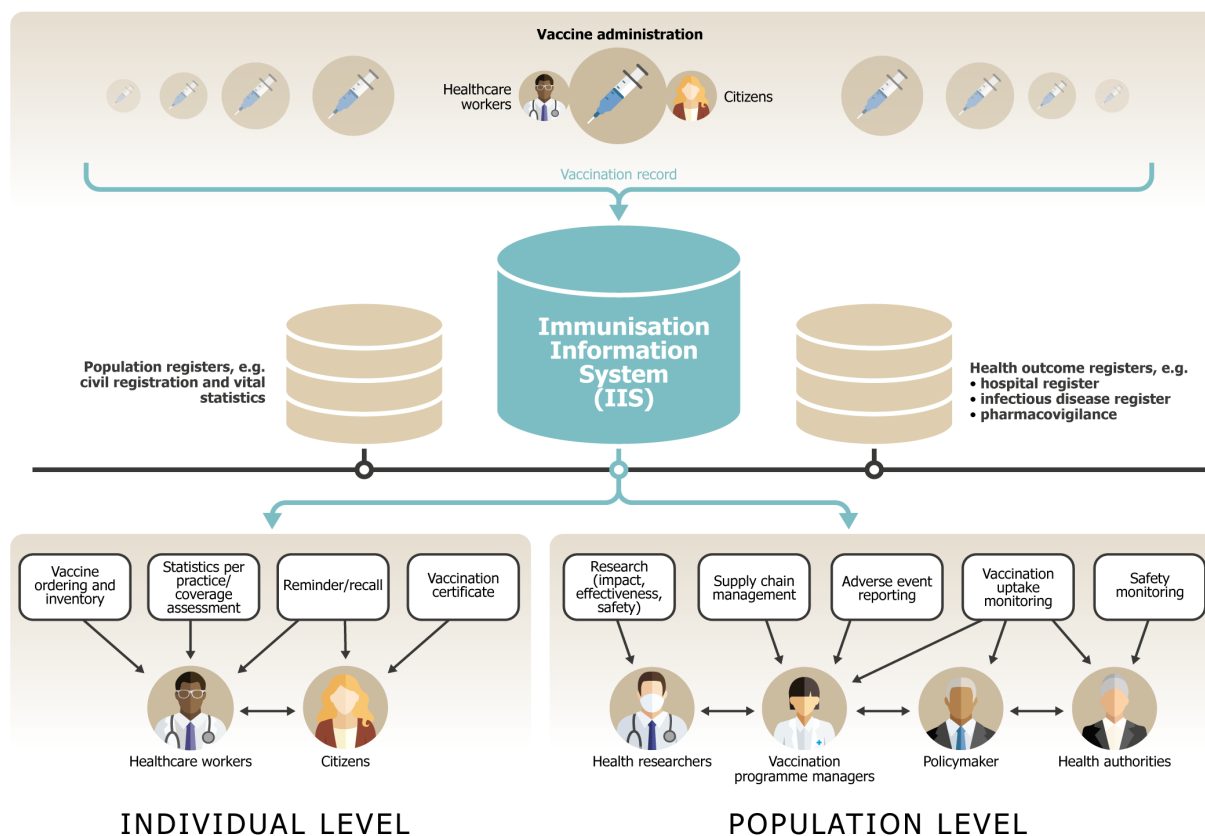 Vaccine administration
Healthcare
workers
Citizens
Vaccination record
Immunisation
Information
System
(IIS)
Population registers, e.g.
civil registration and vital
statistics
Health outcome registers, e.g.
• hospital register
• infectious disease register
• pharmacovigilance
Vaccine
ordering and
inventory
Statistics per
practice/
coverage
assessment
Reminder/recall
Vaccination
certificate
Healthcare workers
Citizens
INDIVIDUAL LEVEL
Research
(impact,
effectiveness,
safety)
Supply chain
management
Adverse event
reporting
Vaccination
uptake
monitoring
Safety
monitoring
Health researchers
Vaccination
programme managers
Policymaker
Health authorities
POPULATION LEVEL